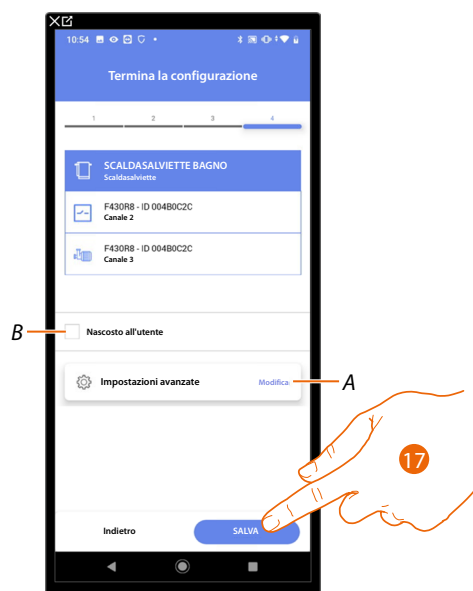 10:54
Termina la configurazione
1 2 3 4
SCALDASALVIETTE BAGNO
Scaldasalviette
F430R8 - ID 004B0C2C
Canale 2
F430R8 - ID 004B0C2C
Canale 3
B
Nascosto all'utente
Impostazioni avanzate
Modifica
A
17
Indietro
SALVA